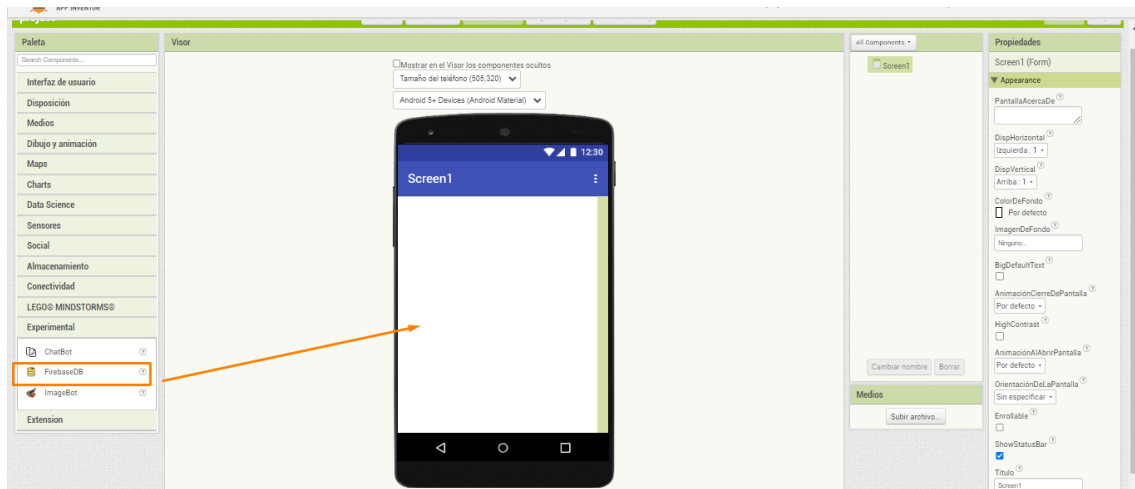 APP INVENTOR
Paleta
Search Components...
Interfaz de usuario
Disposición
Medios
Dibujo y animación
Maps
Charts
Data Science
Sensores
Social
Almacenamiento
Conectividad
LEGO® MINDSTORMS®
Experimental
ChatBot
FirebaseDB
ImageBot
Extension
Visor
Mostrar en el Visor los componentes ocultos
Tamaño del teléfono (505,320)
Android 5+ Devices (Android Material)
12:30
Screen1
All Components
Screen1
Cambiar nombre
Borrar
Medios
Subir archivo...
Propiedades
Screen1 (Form)
Appearance
PantallaAcercaDe
DispHorizontal
Izquierda : 1
DispVertical
Arriba : 1
ColorDeFondo
Por defecto
ImagenDeFondo
Ninguno...
BigDefaultText
AnimaciónCierreDePantalla
Por defecto
HighContrast
AnimaciónAlAbrirPantalla
Por defecto
OrientaciónDeLaPantalla
Sin especificar
Enrollable
ShowStatusBar
Título
Screen1